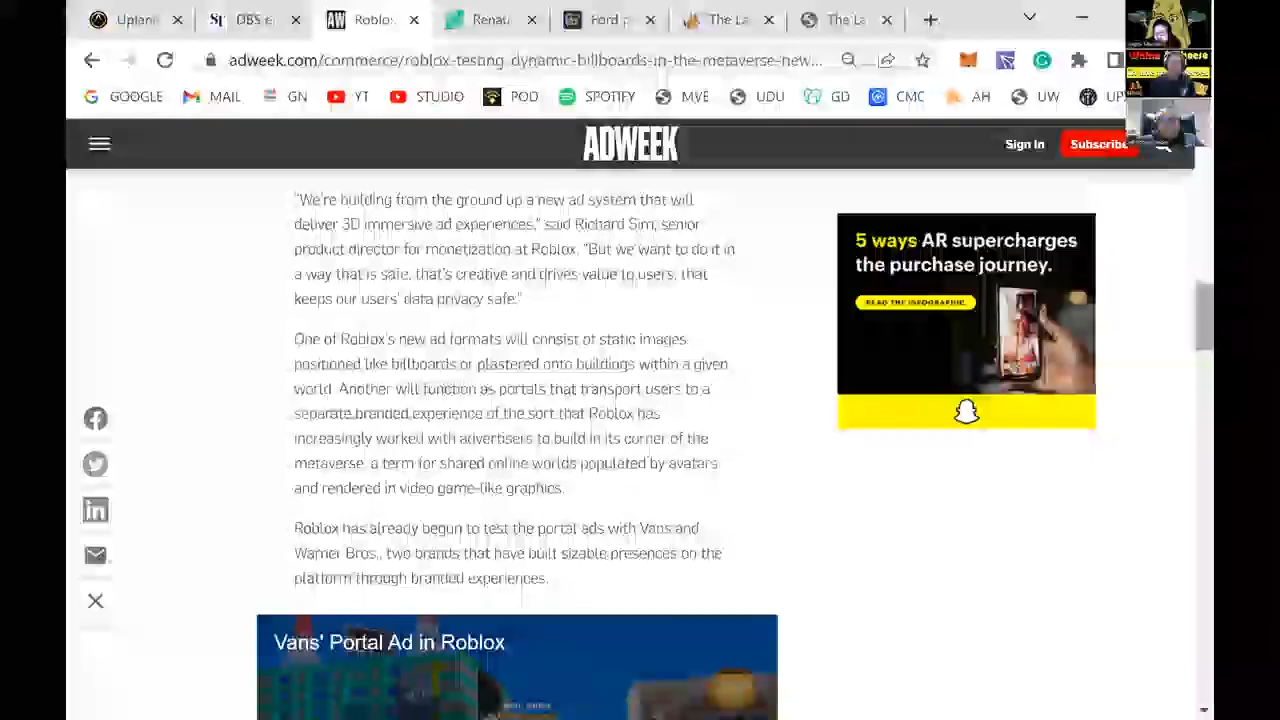 Uplan
DBS e
Roblo
Renau
Ford p
The La
The La
adweek.com/commerce/robl
GOOGLE
MAIL
GN
YT
STUDIO
POD
SPOTIFY
UDU
GD
CMC
AH
UW
ADWEEK
Sign In
Subscribe
"We're building from the ground up a new ad system that will
deliver 3D immersive ad experiences," said Richard Sim, senior
product director for monetization at Roblox. "But we want to do it in
a way that is safe, that's creative and drives value to users, that
keeps our users' data privacy safe."
One of Roblox's new ad formats will consist of static images
positioned like billboards or plastered onto buildings within a given
world. Another will function as portals that transport users to a
separate branded experience of the sort that Roblox has
increasingly worked with advertisers to build in its corner of the
metaverse, a term for shared online worlds populated by avatars
and rendered in video game-like graphics.
Roblox has already begun to test the portal ads with Vans and
Warner Bros., two brands that have built sizable presences on the
platform through branded experiences.
Vans' Portal Ad in Roblox
5 ways AR supercharges
the purchase journey.
READ THE INFOGRAPHIC